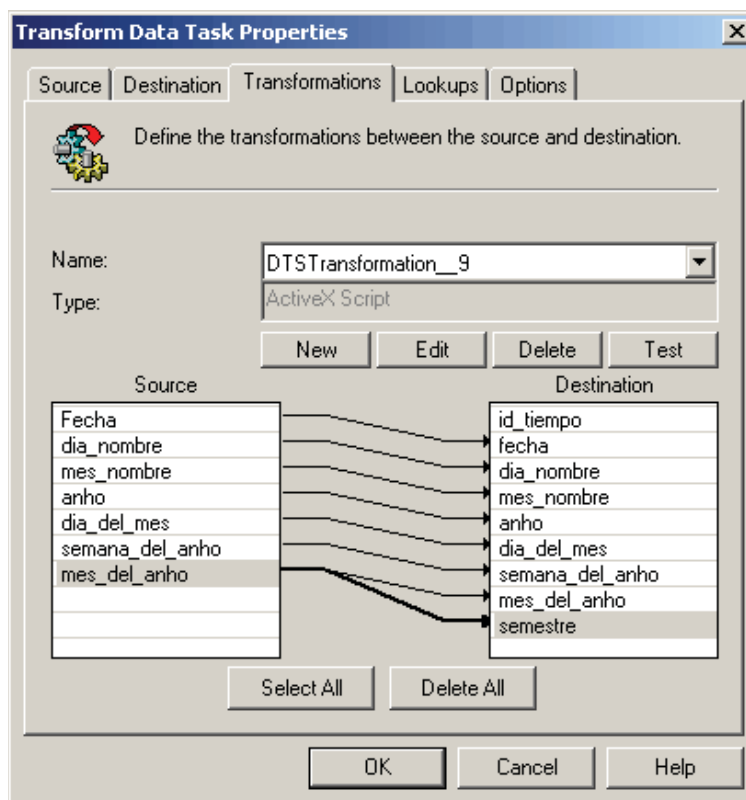 Transform Data Task Properties
Source Destination Transformations Lookups Options
Define the transformations between the source and destination.
Name: DTSTransformation__9
Type: ActiveX Script
New Edit Delete Test
Source Destination
Fecha id_tiempo
dia_nombre fecha
mes_nombre dia_nombre
anho mes_nombre
dia_del_mes anho
semana_del_anho dia_del_mes
mes_del_anho semana_del_anho
mes_del_anho
semestre
Select All Delete All
OK Cancel Help